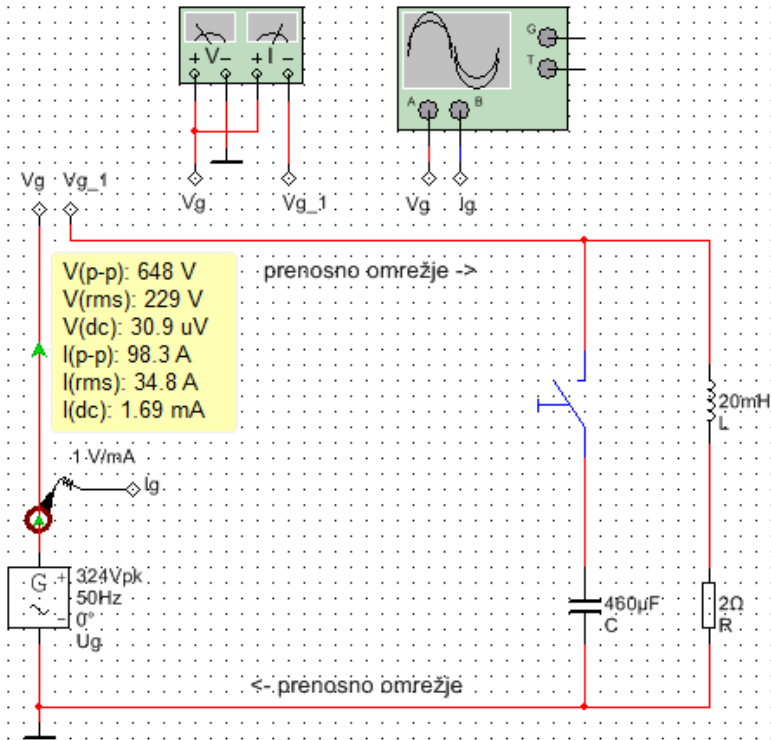 + V - + I -
G
T
A B
Vg Vg_1
Vg Vg_1
Vg Ig
V(p-p): 648 V
V(rms): 229 V
V(dc): 30.9 uV
I(p-p): 98.3 A
I(rms): 34.8 A
I(dc): 1.69 mA
prenosno omrežje ->
20mH
L
1 V/mA
Ig
G + -
324Vpk
50Hz
0°
Ug
460µF
C
2Ω
R
<- prenosno omrežje